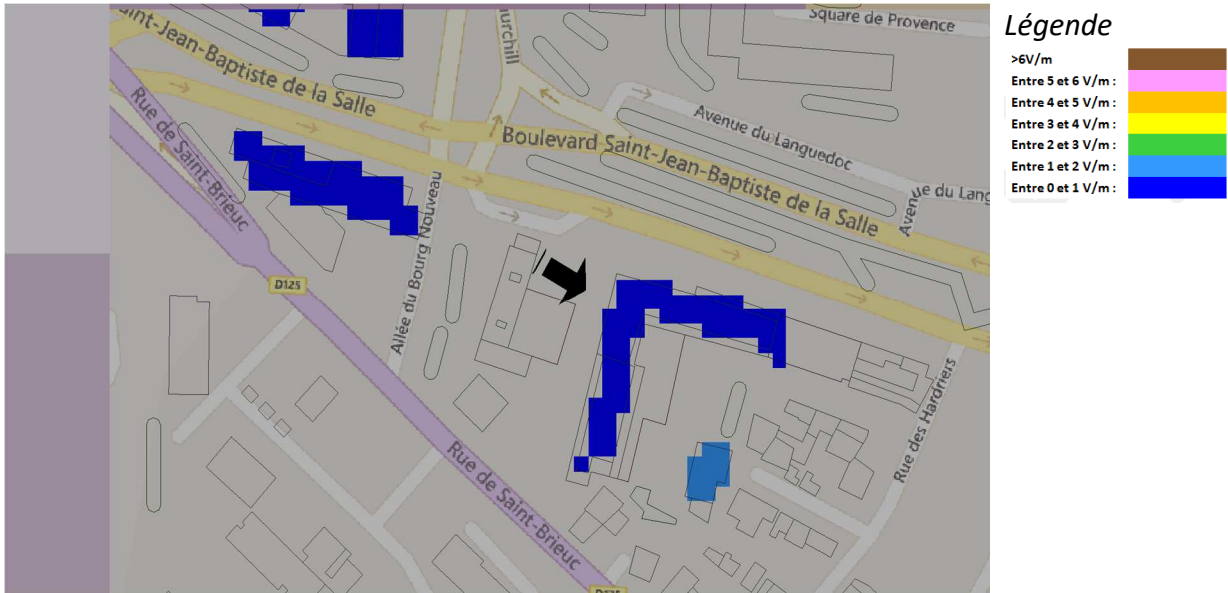 Square de Provence
Légende
>6V/m
Entre 5 et 6 V/m :
Entre 4 et 5 V/m :
Entre 3 et 4 V/m :
Entre 2 et 3 V/m :
Entre 1 et 2 V/m :
Entre 0 et 1 V/m :
int-Jean-Baptiste de la Salle
urchill
Rue de Saint-Brieuc
Boulevard Saint-Jean-Baptiste de la Salle
Avenue du Languedoc
ue du Lang
Avenue
Allée du Bourg Nouveau
D125
Rue des Hardriers
Rue de Saint-Brieuc